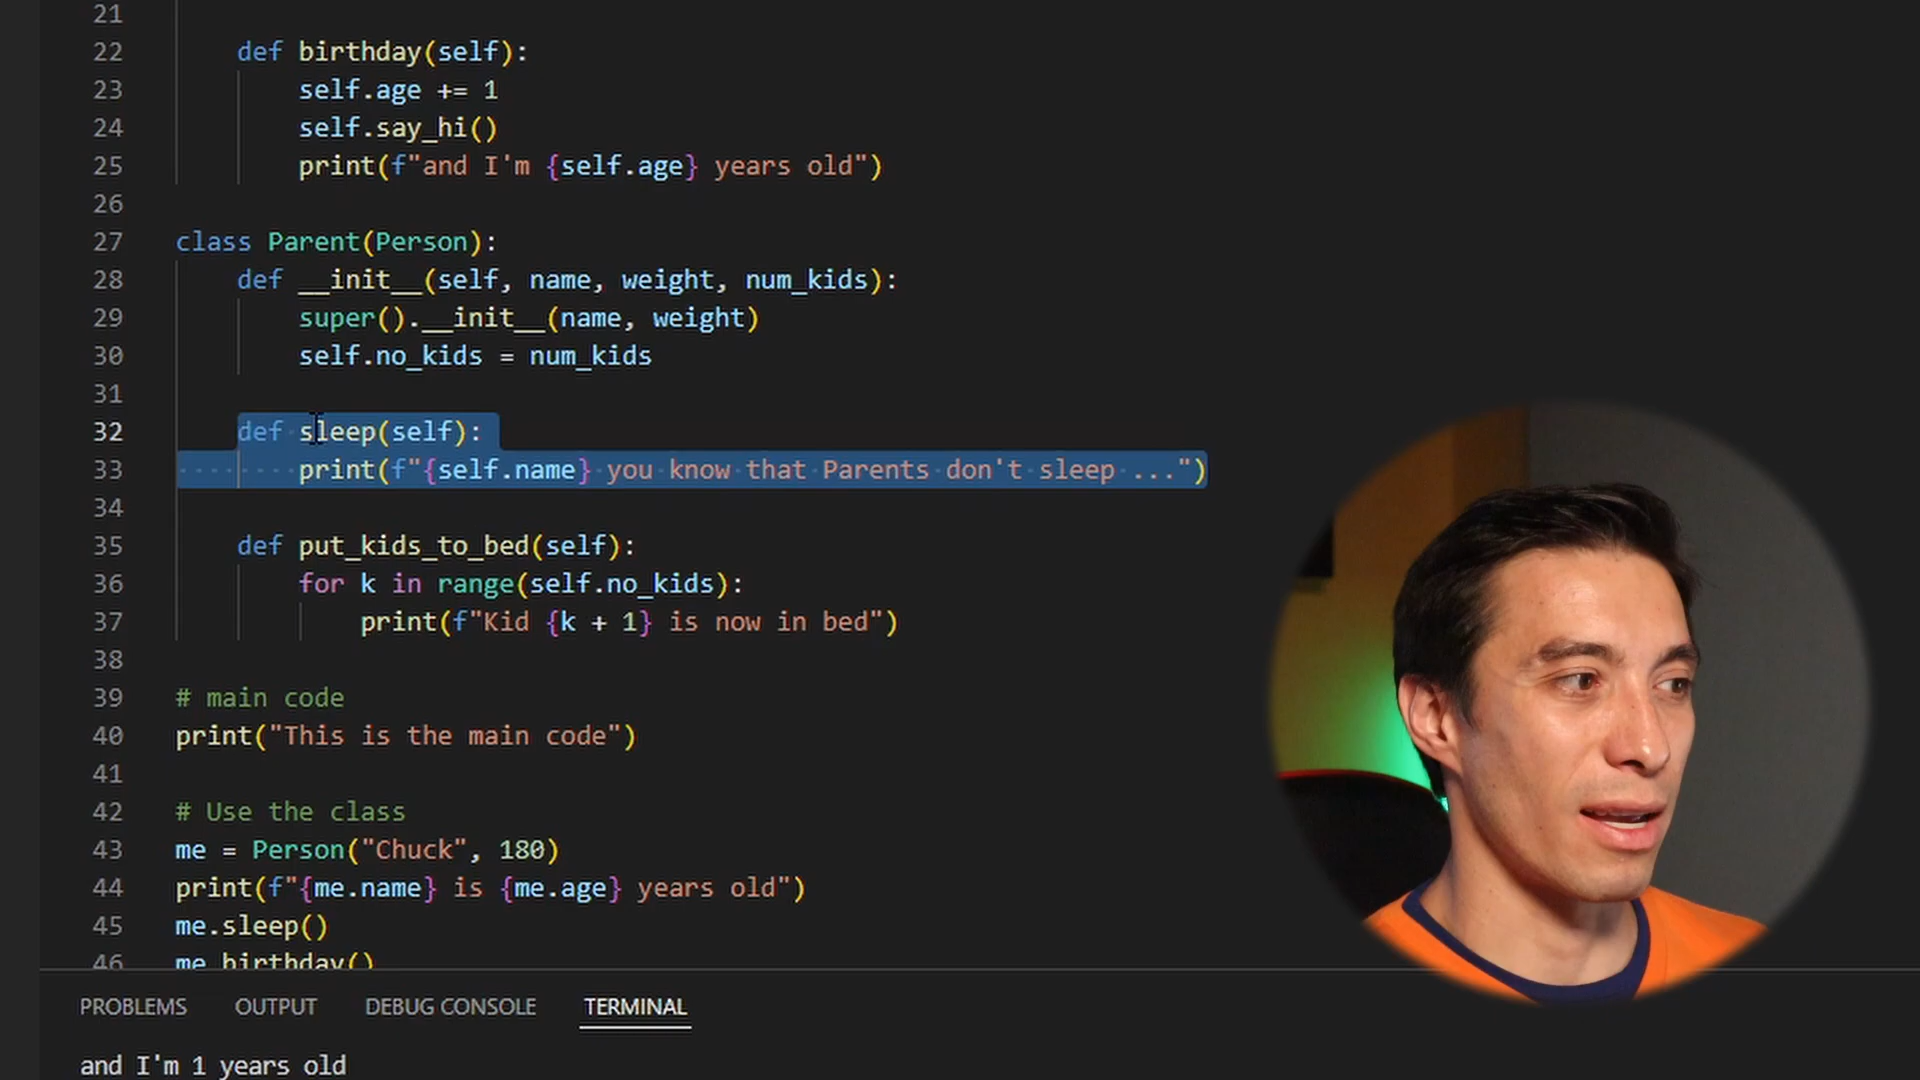 21
22 def birthday(self):
23 self.age += 1
24 self.say_hi()
25 print(f"and I'm {self.age} years old")
26
27 class Parent(Person):
28 def __init__(self, name, weight, num_kids):
29 super().__init__(name, weight)
30 self.no_kids = num_kids
31
32 def sleep(self):
33 print(f"{self.name} you know that Parents don't sleep ...")
34
35 def put_kids_to_bed(self):
36 for k in range(self.no_kids):
37 print(f"Kid {k + 1} is now in bed")
38
39 # main code
40 print("This is the main code")
41
42 # Use the class
43 me = Person("Chuck", 180)
44 print(f"{me.name} is {me.age} years old")
45 me.sleep()
46 me.birthday()
PROBLEMS OUTPUT DEBUG CONSOLE TERMINAL
and I'm 1 years old